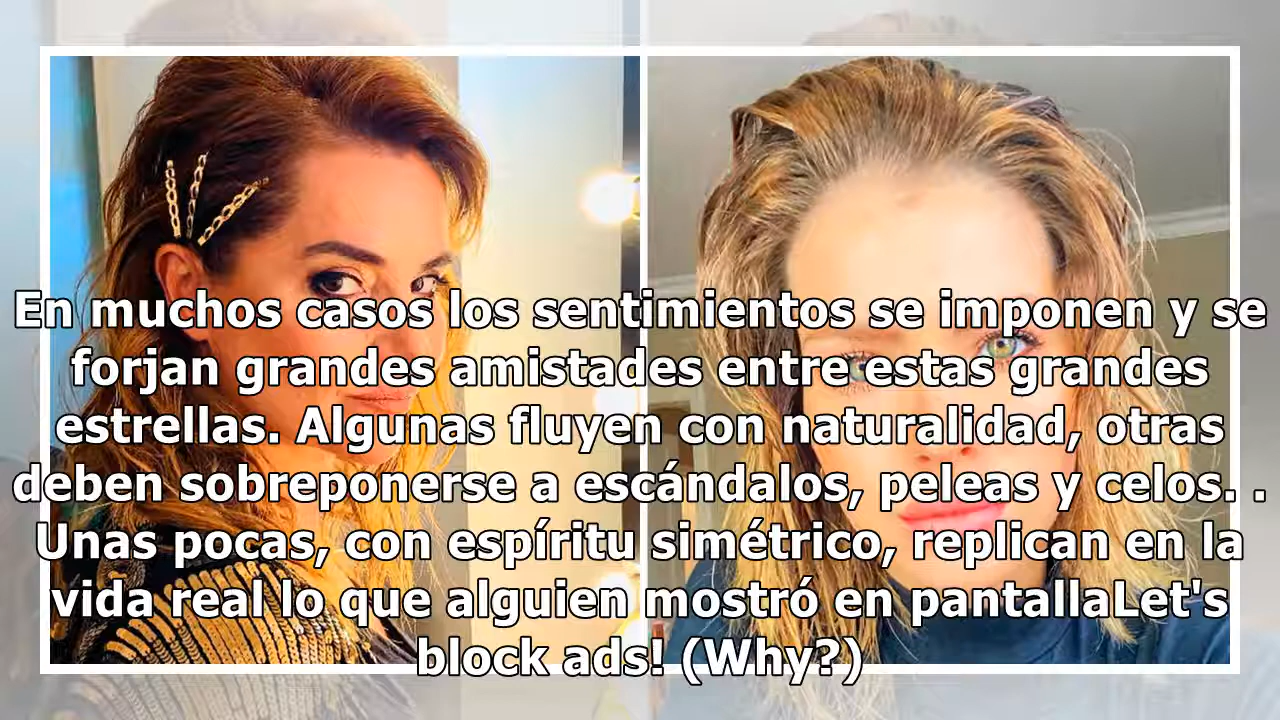 En muchos casos los sentimientos se imponen y se
forjan grandes amistades entre estas grandes
estrellas. Algunas fluyen con naturalidad, otras
deben sobreponerse a escándalos, peleas y celos. .
Unas pocas, con espíritu simétrico, replican en la
vida real lo que alguien mostró en pantallaLet's
block ads! (Why?)